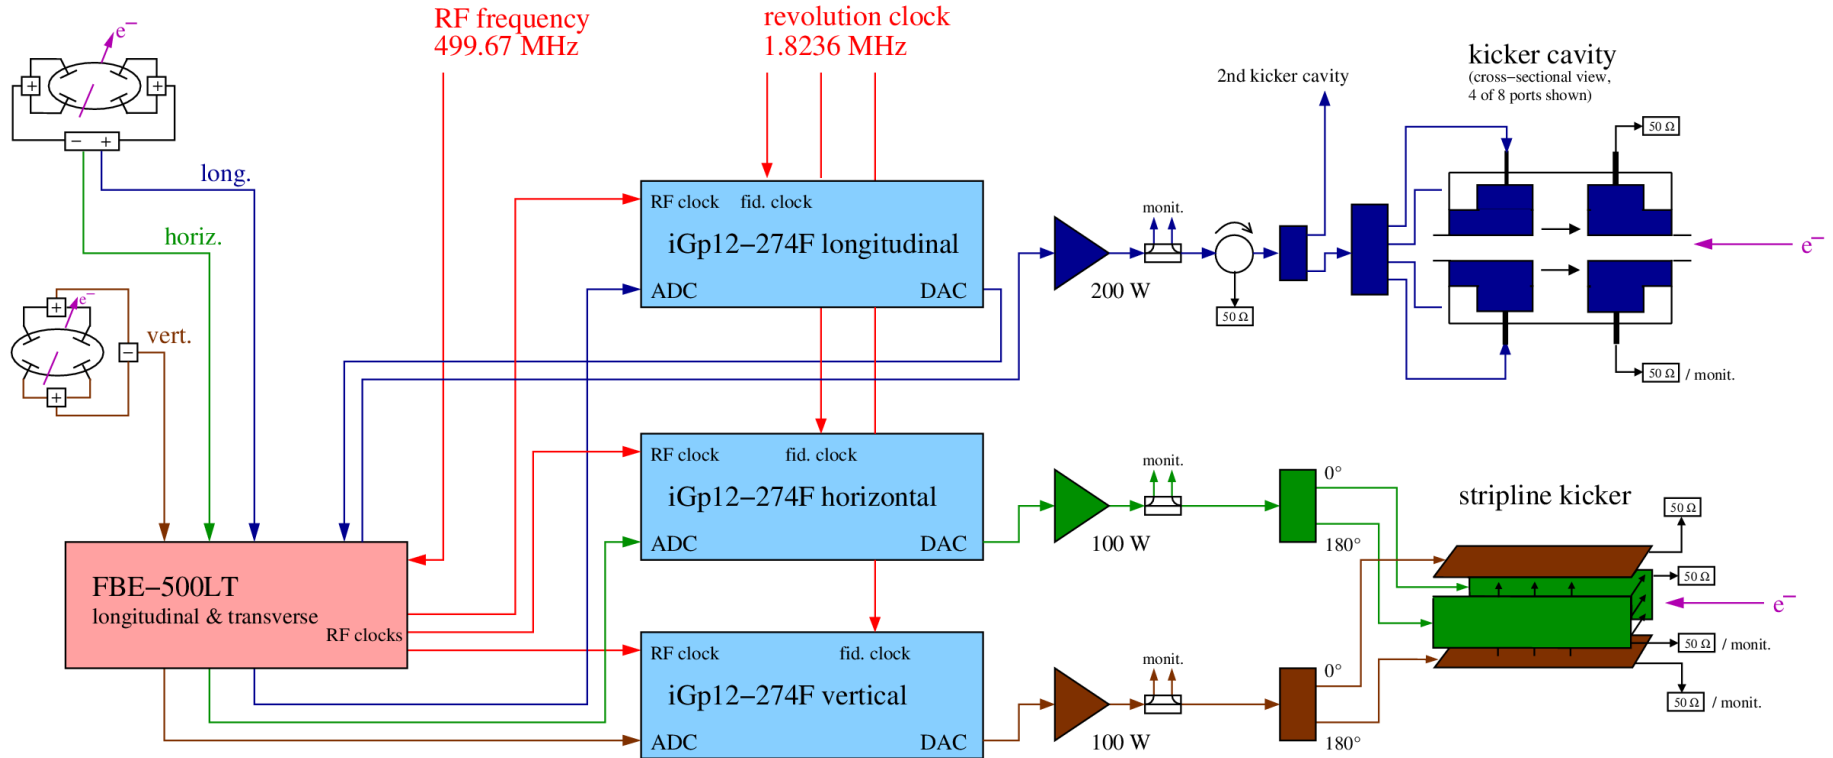 RF frequency
499.67 MHz
revolution clock
1.8236 MHz
e−
+
+
− +
long.
horiz.
e−
+
−
+
vert.
FBE−500LT
longitudinal & transverse
RF clocks
RF clock fid. clock
iGp12−274F longitudinal
ADC DAC
RF clock fid. clock
iGp12−274F horizontal
ADC DAC
RF clock fid. clock
iGp12−274F vertical
ADC DAC
monit.
200 W
50 Ω
2nd kicker cavity
kicker cavity
(cross−sectional view,
4 of 8 ports shown)
50 Ω
e−
50 Ω / monit.
monit.
100 W
0°
180°
monit.
100 W
0°
180°
stripline kicker
50 Ω
50 Ω
e−
50 Ω / monit.
50 Ω / monit.